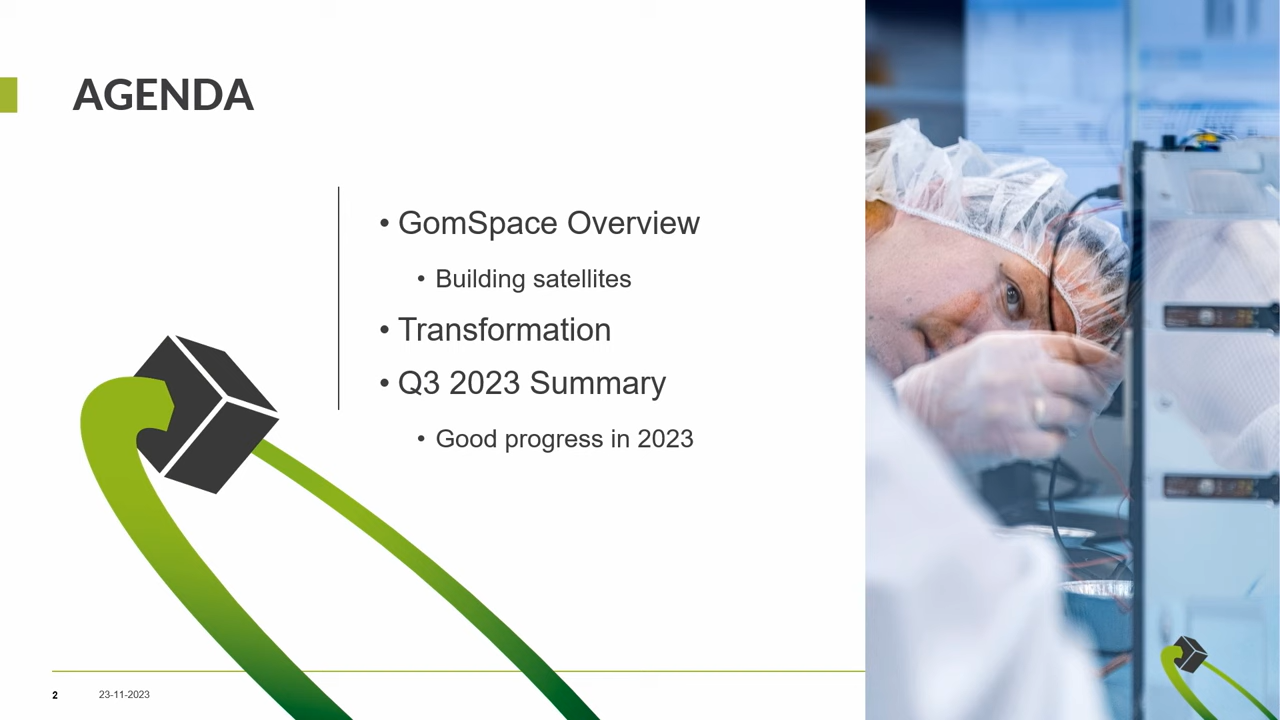 AGENDA
• GomSpace Overview
• Building satellites
• Transformation
• Q3 2023 Summary
• Good progress in 2023
2 23-11-2023